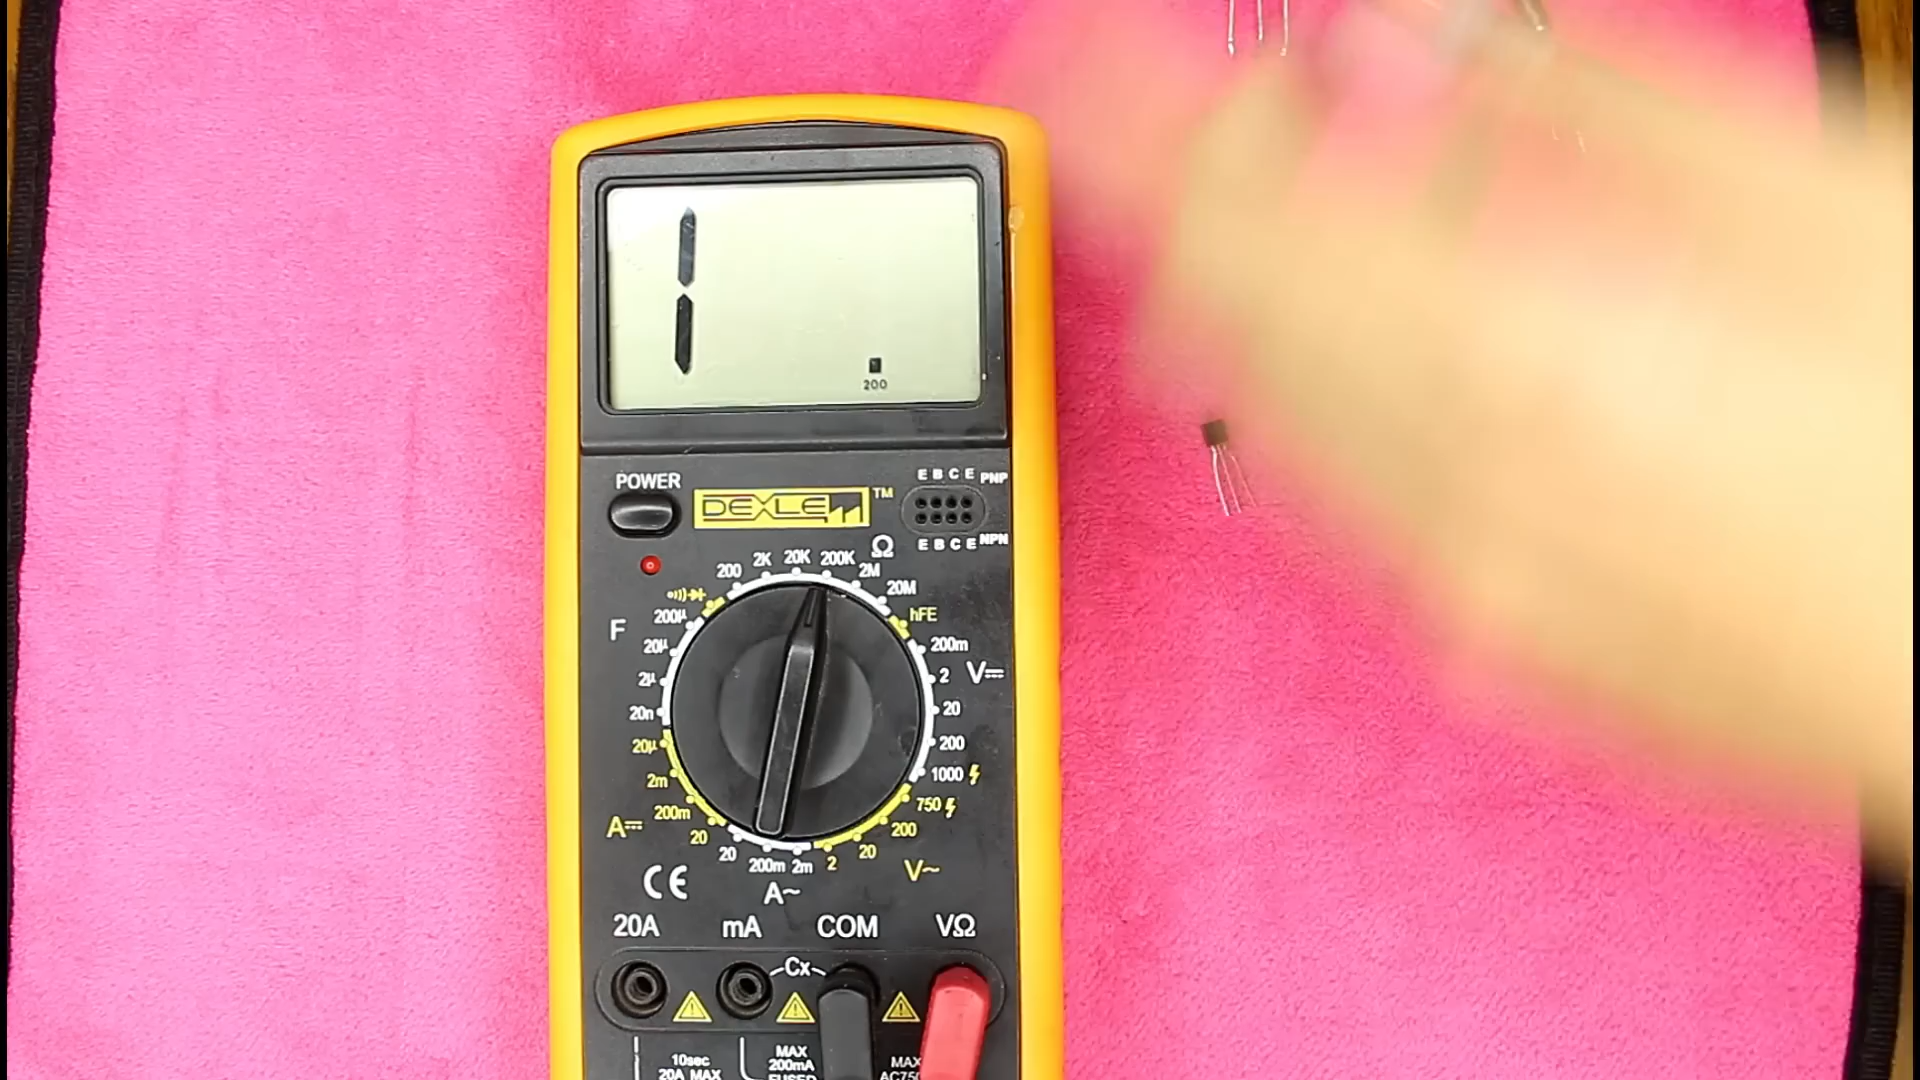 1
200
POWER
DEXLE
TM
E B C E PNP
E B C E NPN
Ω
200 2K 20K 200K 2M 20M
hFE
F
200µ
20µ
2µ
20n
20µ
2m
200m
20
A
200m
2
20
200
1000
V
750
200
20
2
V~
20
200m
2m
A~
CE
20A mA COM VΩ
Cx
10sec
20A MAX
MAX
200mA
FUSED
MAX